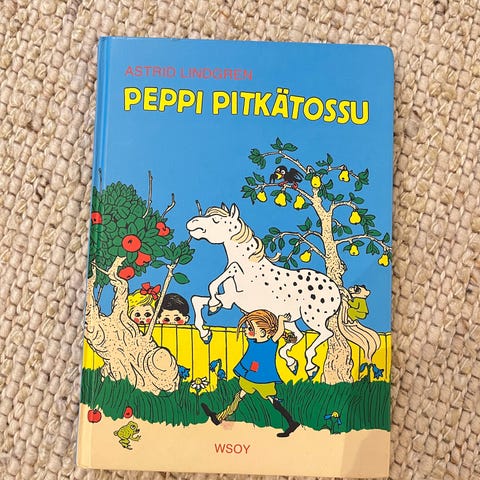 ASTRID LINDGREN
PEPPI PITKÄTOSSU
WSOY